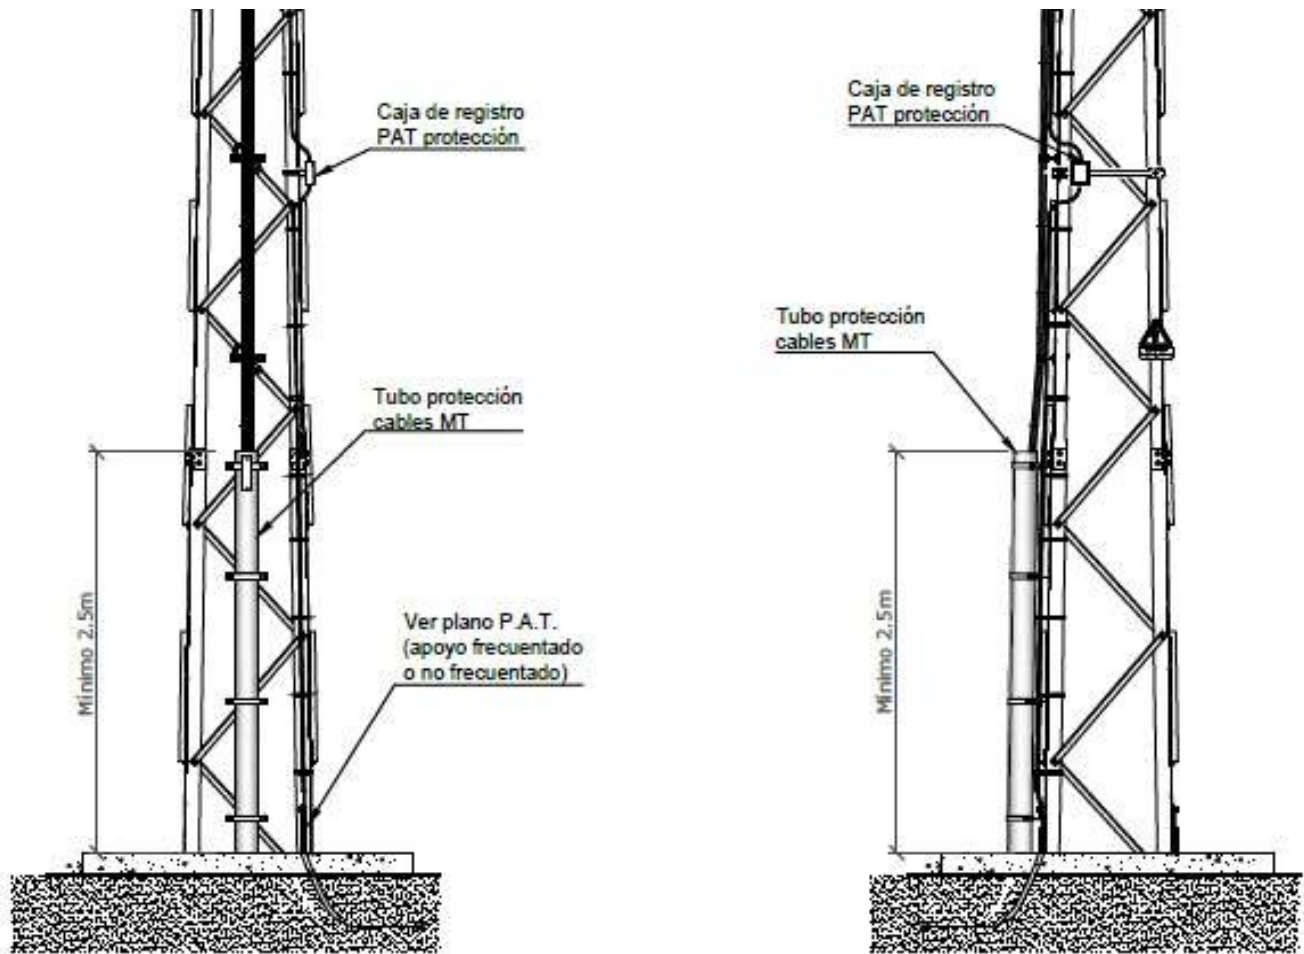 Caja de registro
PAT protección
Tubo protección
cables MT
Ver plano P.A.T.
(apoyo frecuentado
o no frecuentado)
Mínimo 2.5m
Caja de registro
PAT protección
Tubo protección
cables MT
Mínimo 2.5m